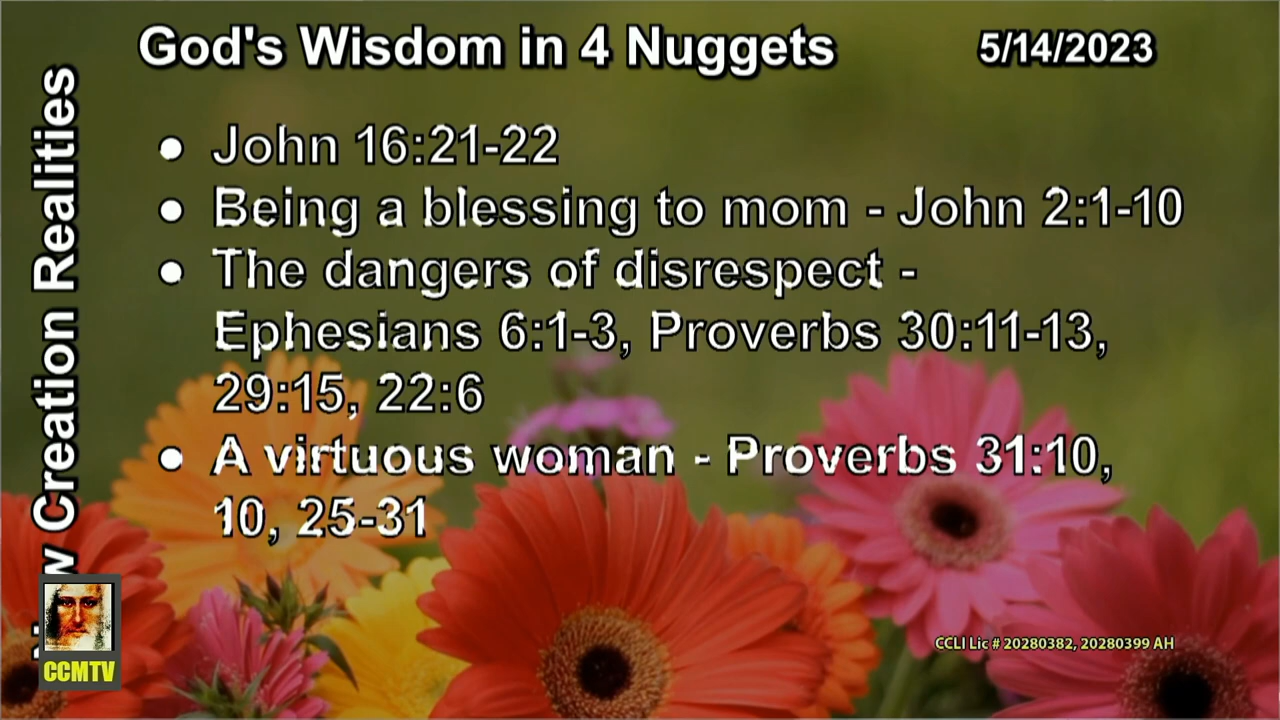 God's Wisdom in 4 Nuggets
5/14/2023
Creation Realities
• John 16:21-22
• Being a blessing to mom - John 2:1-10
• The dangers of disrespect -
Ephesians 6:1-3, Proverbs 30:11-13,
29:15, 22:6
• A virtuous woman - Proverbs 31:10,
10, 25-31
CCLI Lic # 20280382, 20280399 AH
CCMTV